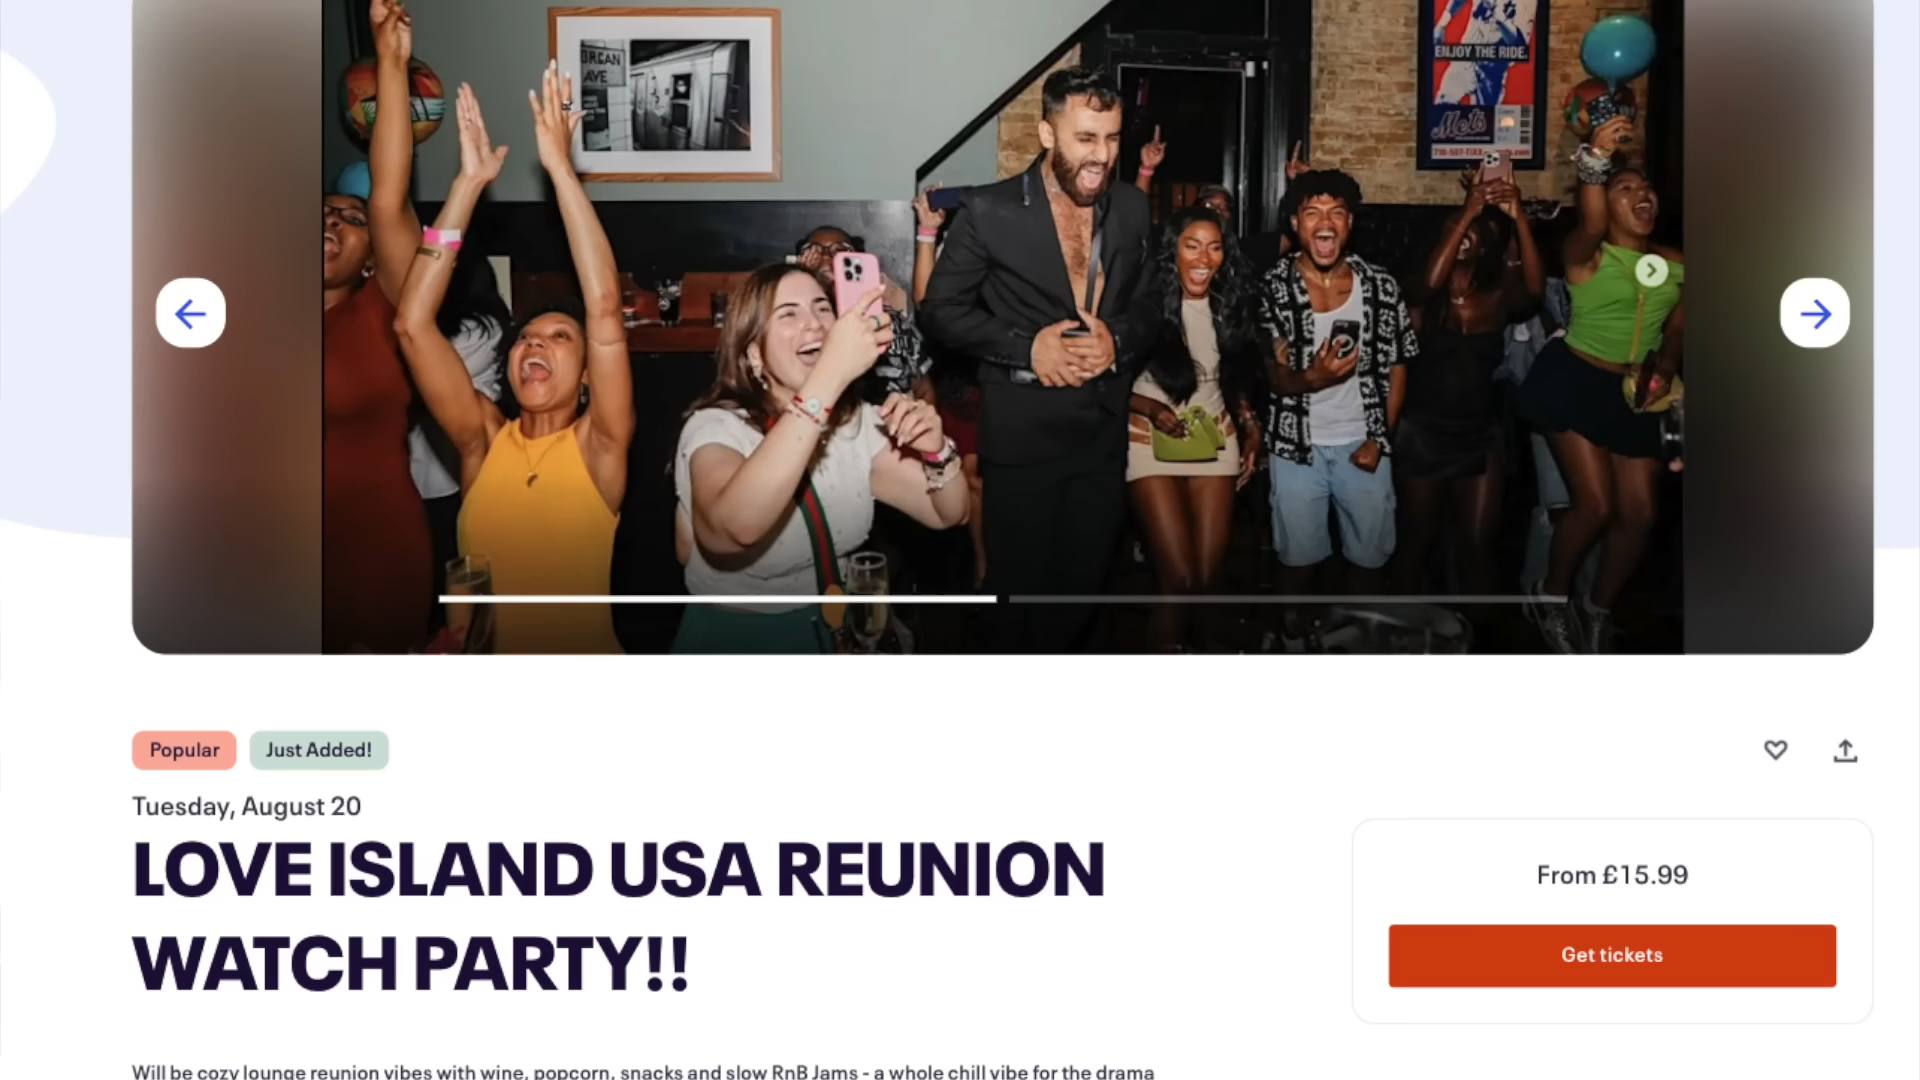 ORGAN
AVE
ENJOY THE RIDE.
Mets
Popular
Just Added!
Tuesday, August 20
LOVE ISLAND USA REUNION
WATCH PARTY!!
From £15.99
Get tickets
Will be cozy lounge reunion vibes with wine, popcorn, snacks and slow RnB Jams - a whole chill vibe for the drama